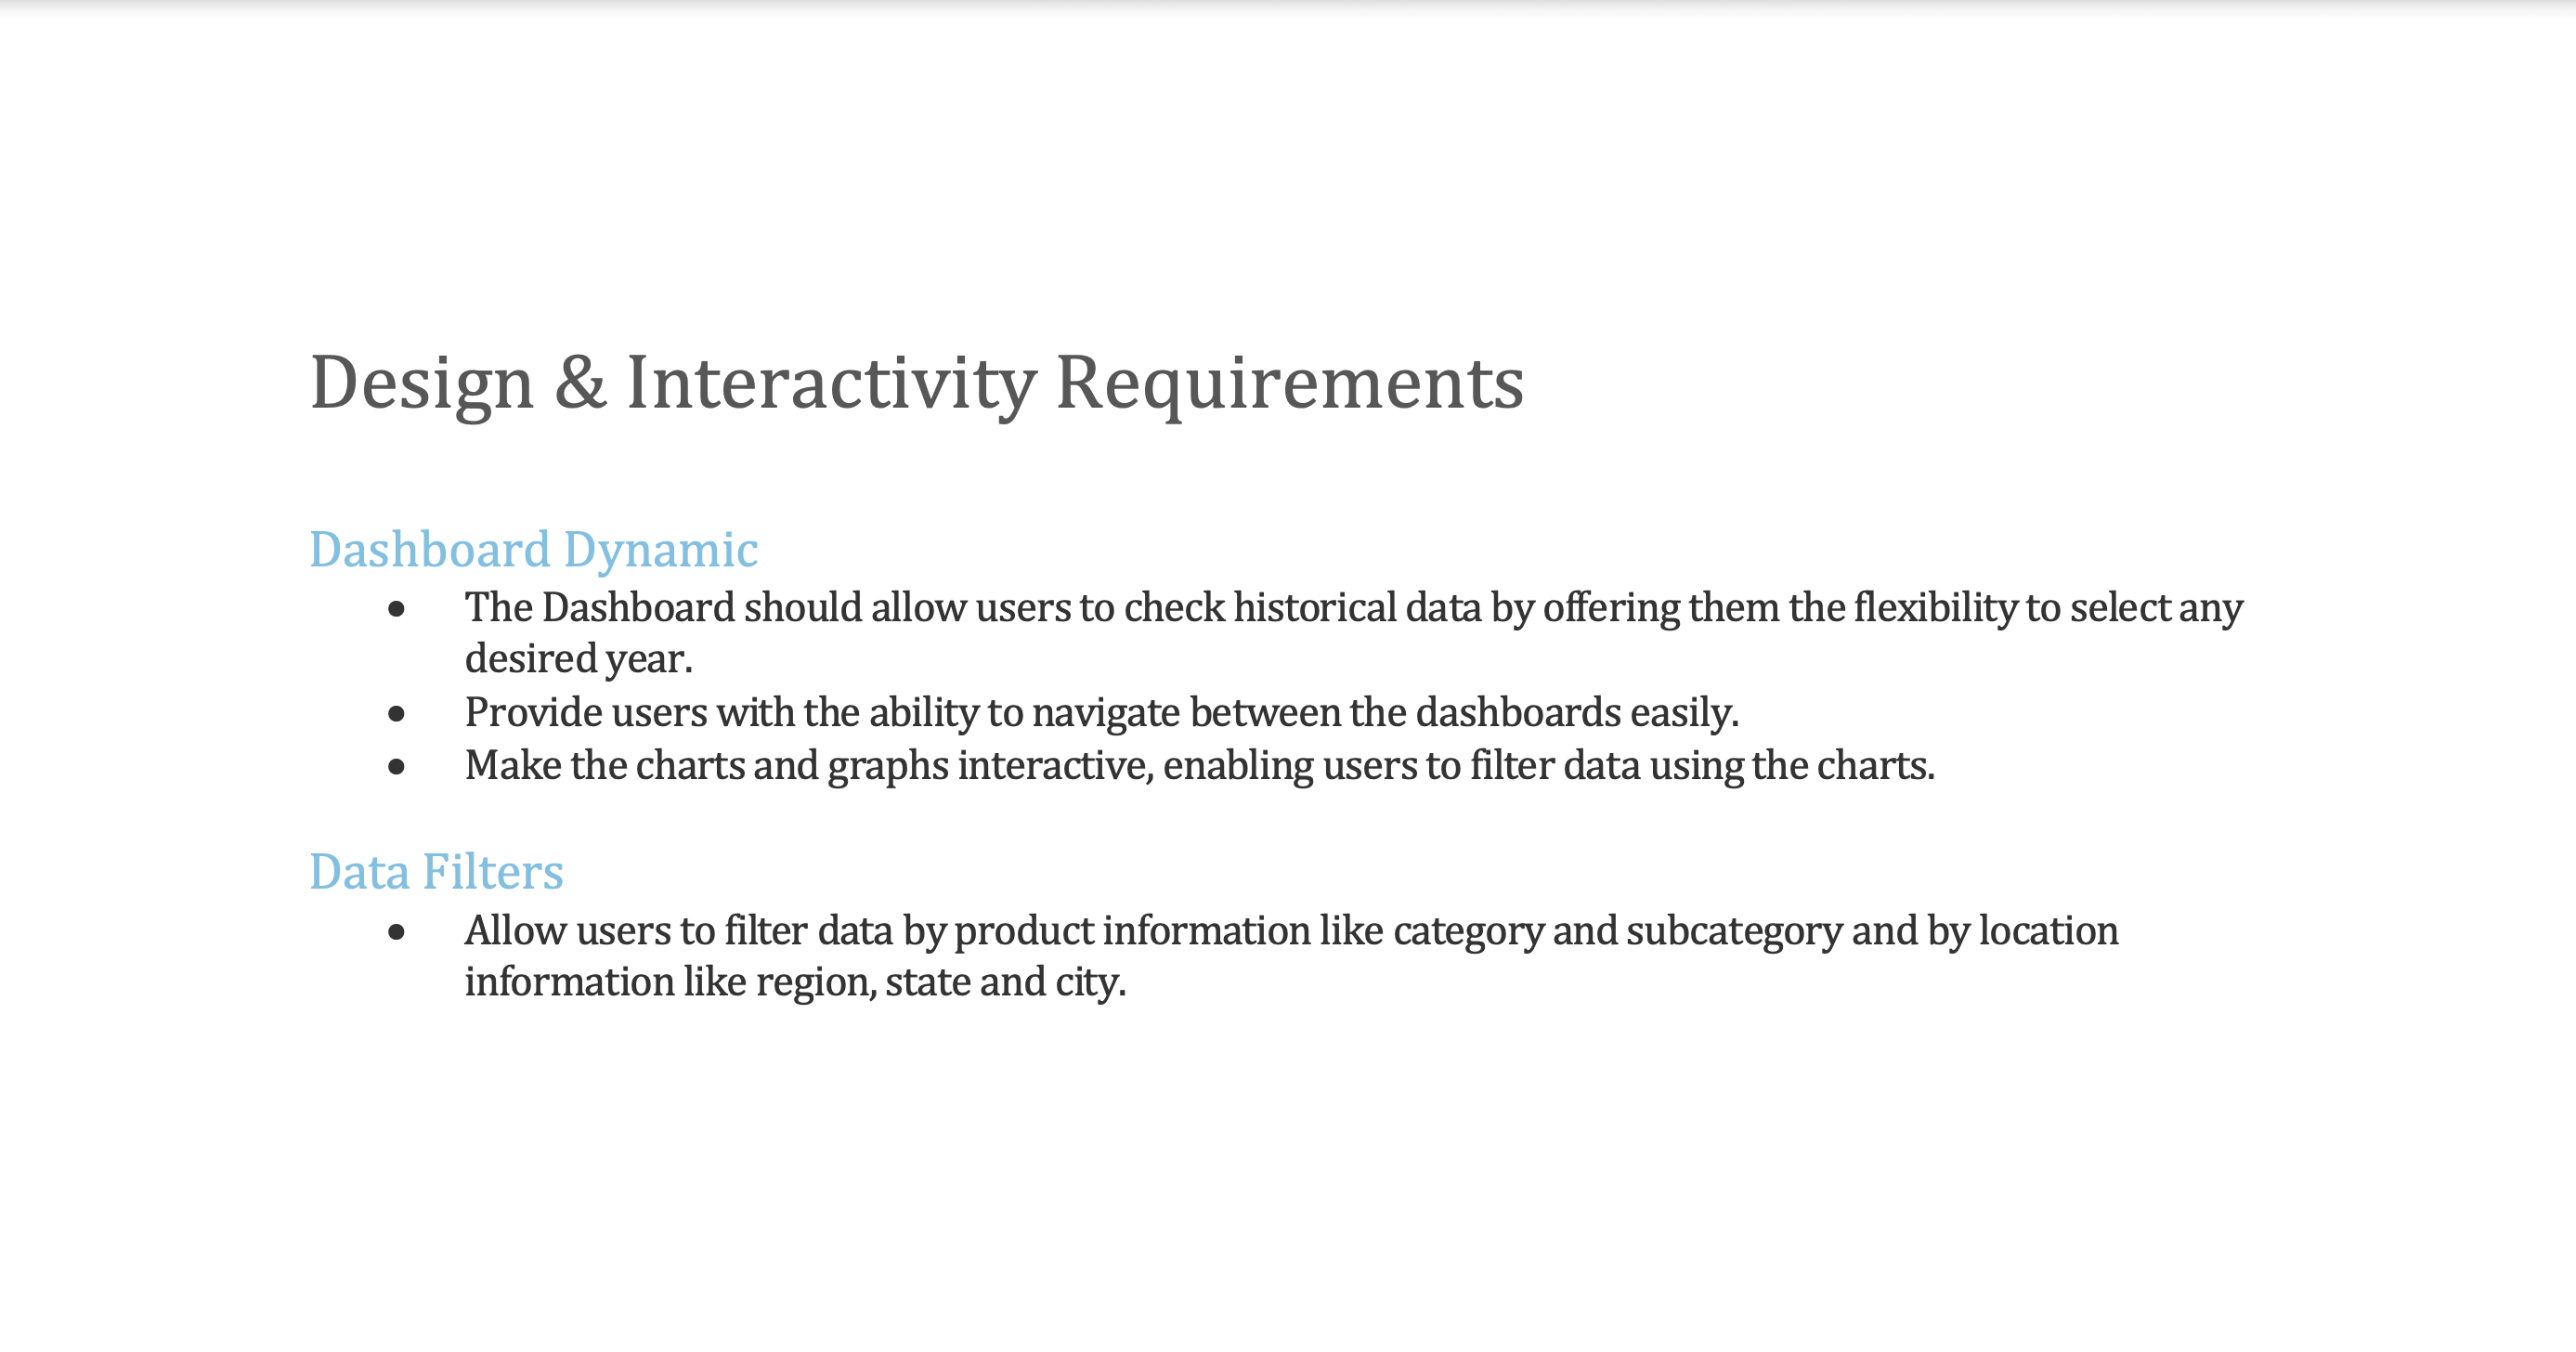 Design & Interactivity Requirements
Dashboard Dynamic
• The Dashboard should allow users to check historical data by offering them the flexibility to select any
desired year.
• Provide users with the ability to navigate between the dashboards easily.
• Make the charts and graphs interactive, enabling users to filter data using the charts.
Data Filters
• Allow users to filter data by product information like category and subcategory and by location
information like region, state and city.